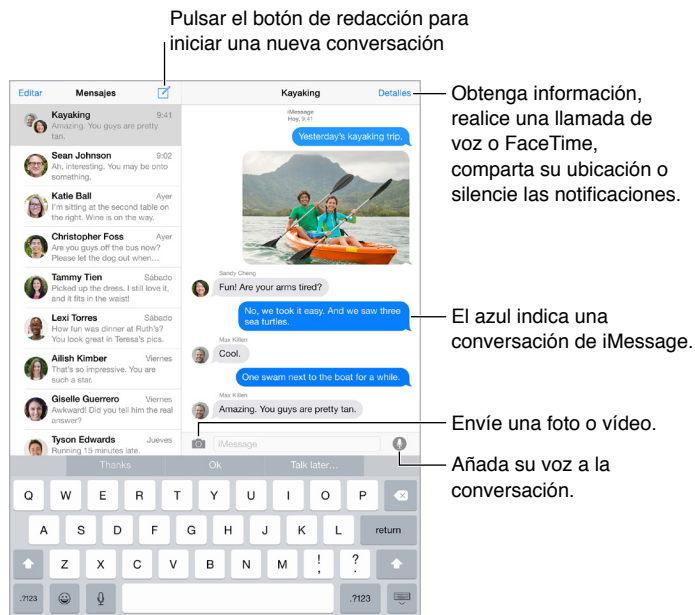 Pulsar el botón de redacción para
iniciar una nueva conversación
Editar
Mensajes
Kayaking 9:41
Amazing. You guys are pretty
tan.
Sean Johnson 9:02
Ah, interesting. You may be onto
something.
Katie Ball Ayer
I'm sitting at the second table on
the right. Wine is on the way.
Christopher Foss Ayer
Are you guys off the bus now?
Please let the dog out when...
Tammy Tien Sábado
Picked up the dress. I still love it,
and it fits in the waist!
Lexi Torres Sábado
How fun was dinner at Ruth's?
You look great in Teresa's pics.
Ailish Kimber Viernes
That's so impressive. You are
such a star.
Giselle Guerrero Viernes
Awkward! Did you tell him the real
answer?
Tyson Edwards Jueves
Running 15 minutes late.
Kayaking
Detalles
iMessage
Hoy, 9:41
Yesterday's kayaking trip.
Sandy Cheng
Fun! Are your arms tired?
No, we took it easy. And we saw three
sea turtles.
Max Killen
Cool.
One swam next to the boat for a while.
Max Killen
Amazing. You guys are pretty tan.
iMessage
Thanks Ok Talk later...
Q W E R T Y U I O P
A S D F G H J K L return
Z X C V B N M ! , ? .
.?123 .?123
Obtenga información,
realice una llamada de
voz o FaceTime,
comparta su ubicación o
silencie las notificaciones.
El azul indica una
conversación de iMessage.
Envíe una foto o vídeo.
Añada su voz a la
conversación.